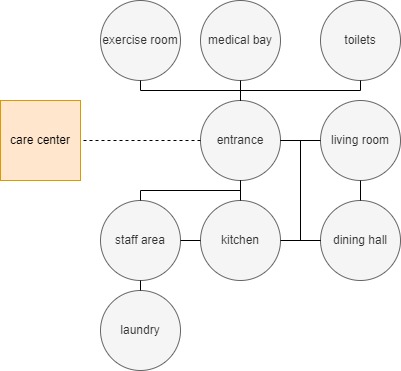 exercise room
medical bay
toilets
care center
entrance
living room
staff area
kitchen
dining hall
laundry